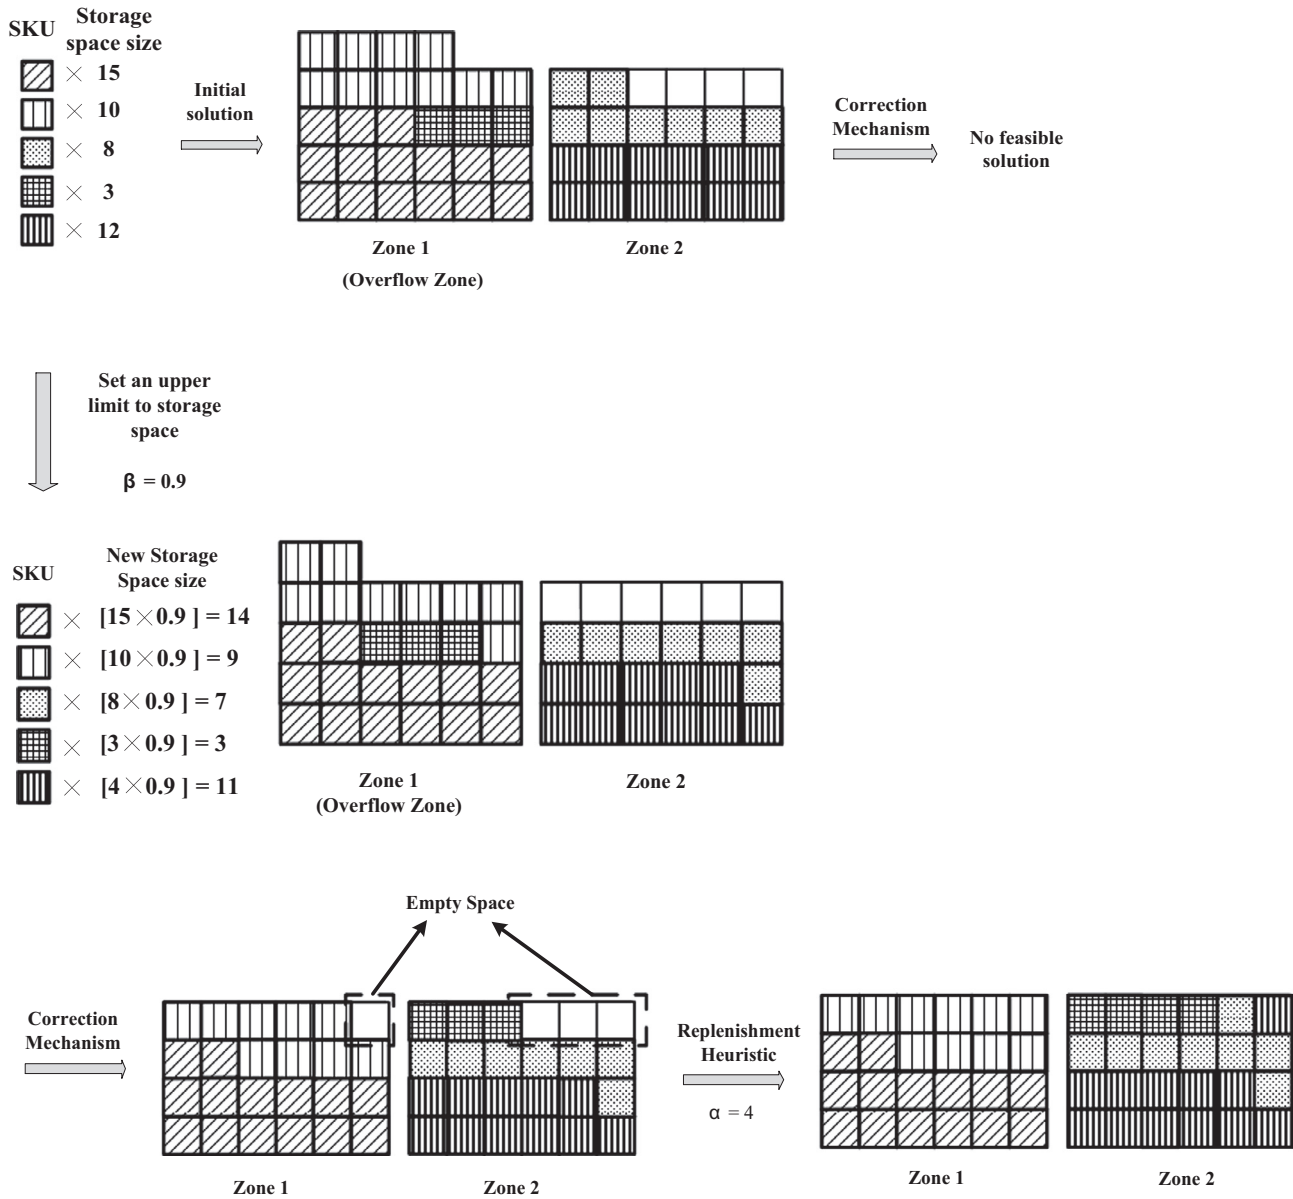 SKU
Storage
space size
× 15
× 10
× 8
× 3
× 12
Initial
solution
Zone 1
(Overflow Zone)
Zone 2
Correction
Mechanism
No feasible
solution
Set an upper
limit to storage
space
β = 0.9
SKU
New Storage
Space size
× [15×0.9 ] = 14
× [10×0.9 ] = 9
× [8×0.9 ] = 7
× [3×0.9 ] = 3
× [4×0.9 ] = 11
Zone 1
(Overflow Zone)
Zone 2
Empty Space
Correction
Mechanism
Zone 1
Zone 2
Replenishment
Heuristic
α = 4
Zone 1
Zone 2